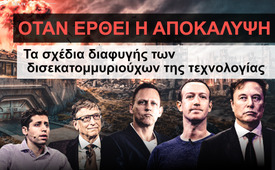 ΟΤΑΝ ΕΡΘΕΙ Η ΑΠΟΚΑΛΥΨΗ
Τα σχέδια διαφυγής των
δισεκατομμυριούχων της τεχνολογίας